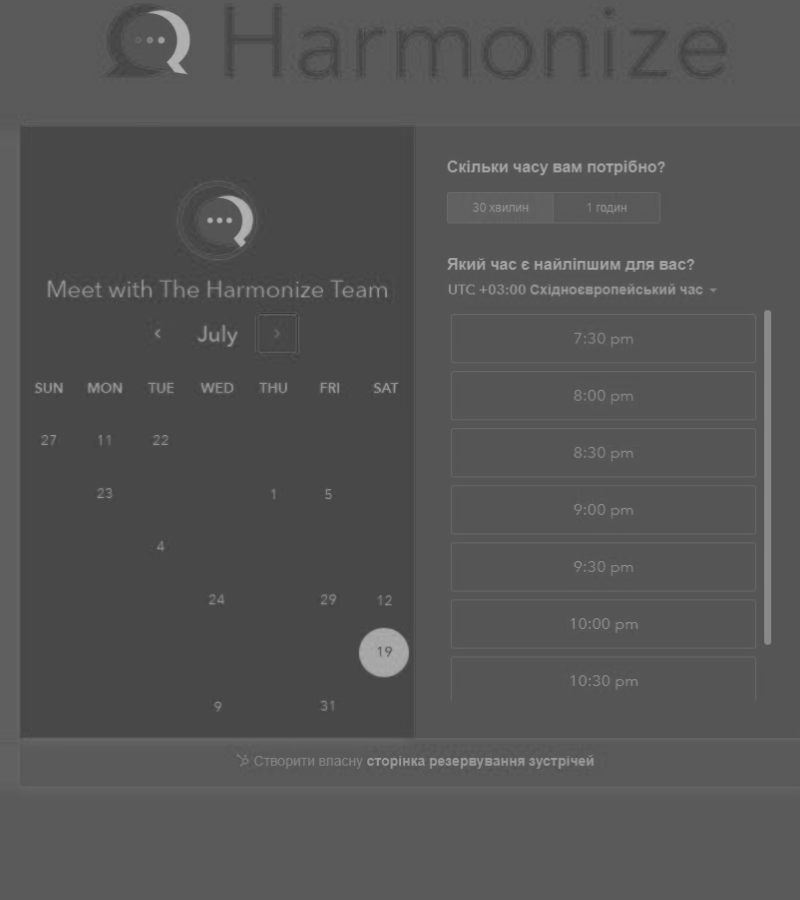 Harmonize
Meet with The Harmonize Team
July
SUN MON TUE WED THU FRI SAT
27 11 22
23 1 5
4
24 29 12
19
9 31
Скільки часу вам потрібно?
30 хвилин 1 годин
Який час є найліпшим для вас?
UTC +03:00 Східноєвропейський час
7:30 pm
8:00 pm
8:30 pm
9:00 pm
9:30 pm
10:00 pm
10:30 pm
Створити власну сторінка резервування зустрічей